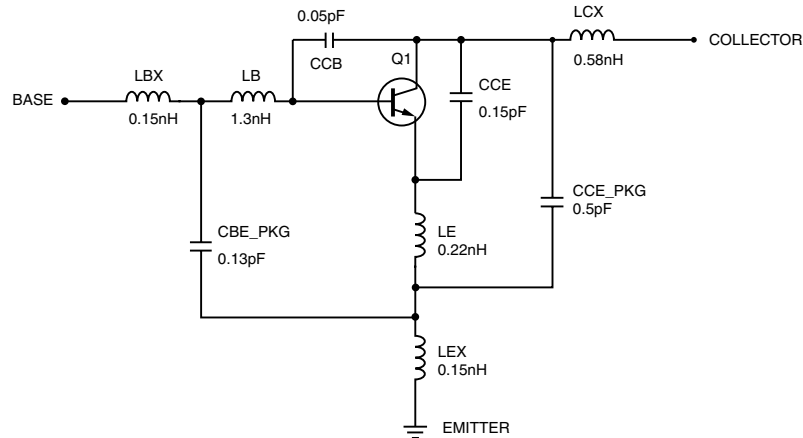 0.05pF
CCB
Q1
LCX
0.58nH
COLLECTOR
BASE
LBX
0.15nH
LB
1.3nH
CCE
0.15pF
CCE_PKG
0.5pF
CBE_PKG
0.13pF
LE
0.22nH
LEX
0.15nH
EMITTER